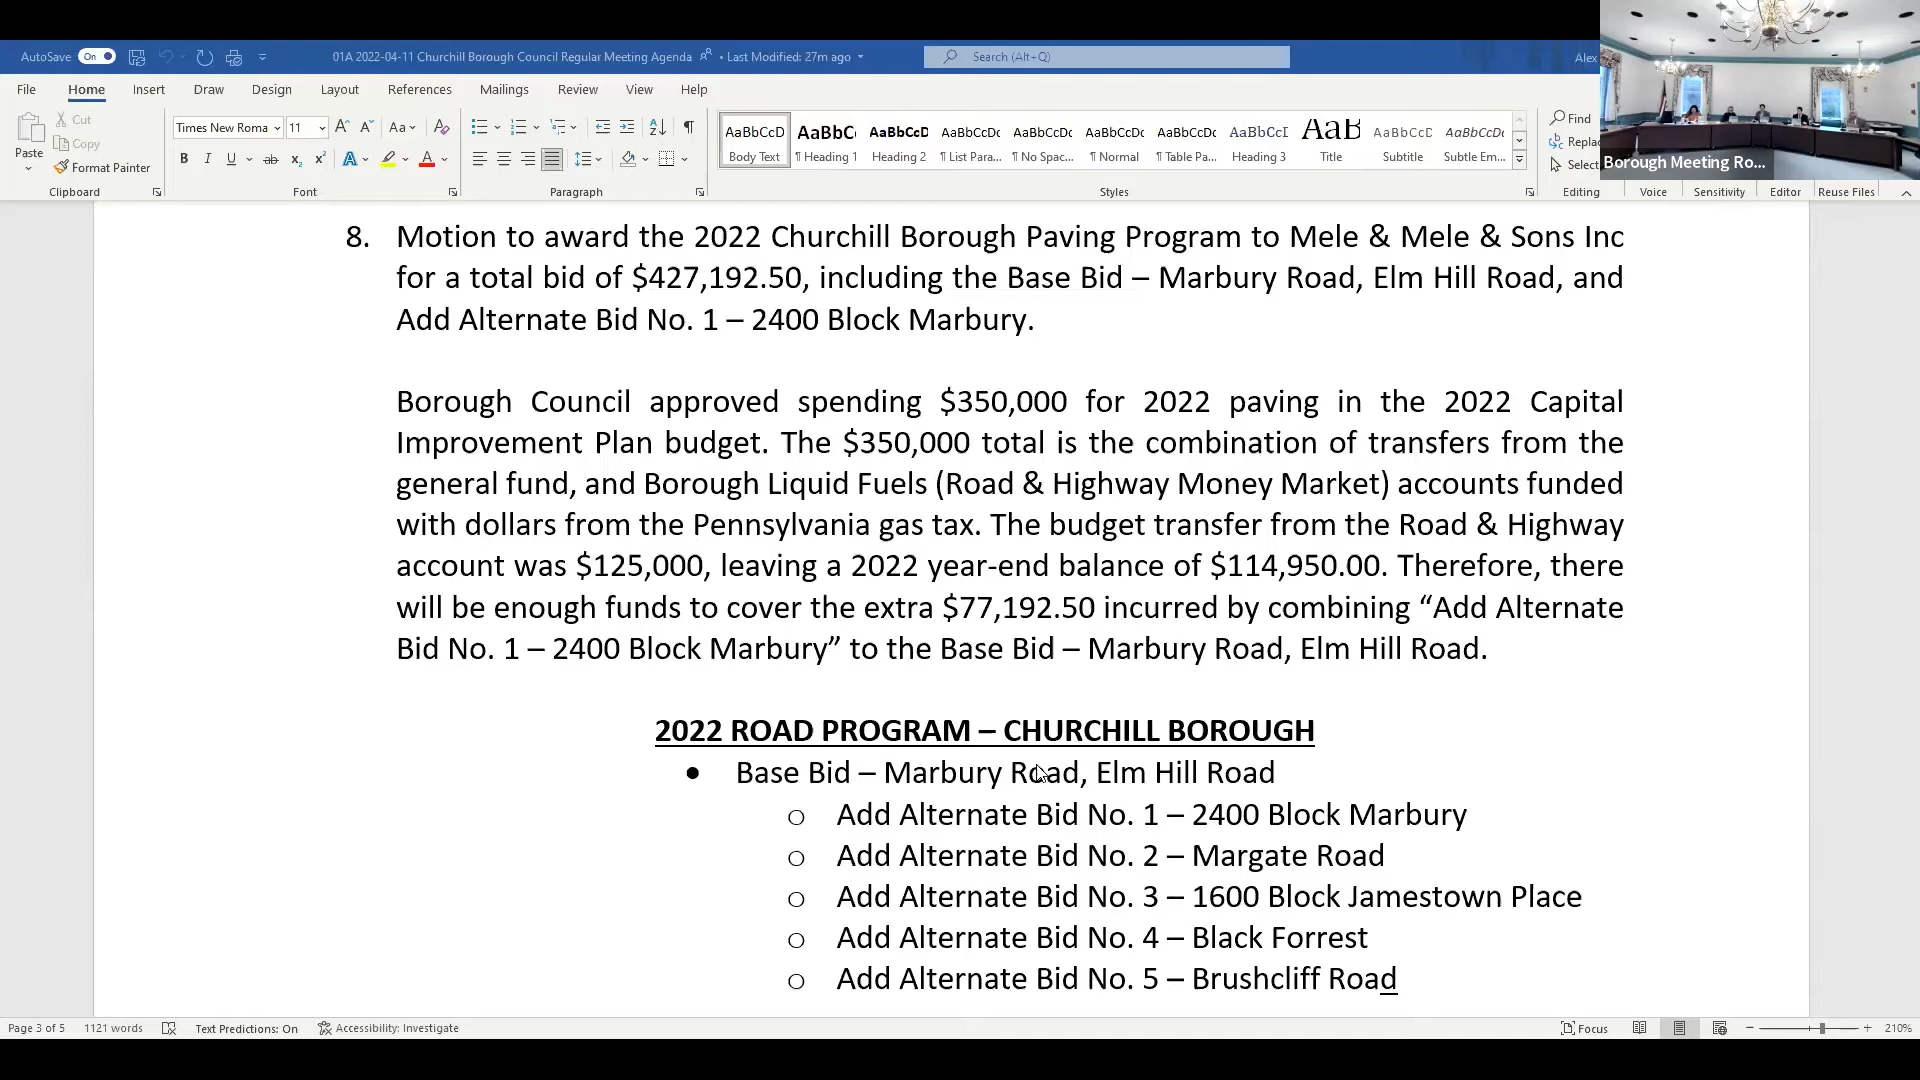 AutoSave On 01A 2022-04-11 Churchill Borough Council Regular Meeting Agenda • Last Modified: 27m ago Search (Alt+Q) Alex
File Home Insert Draw Design Layout References Mailings Review View Help
Paste Cut Copy Format Painter
Clipboard
Times New Roma 11 Aa
B I U ab x₂ x² A A
Font
Paragraph
AaBbCcD AaBbC AaBbCcD AaBbCcDc AaBbCcDc AaBbCcDc AaBbCcDc AaBbCcI AaB AaBbCcD AaBbCcDc
Body Text ¶ Heading 1 Heading 2 ¶ List Para... ¶ No Spac... ¶ Normal ¶ Table Pa... Heading 3 Title Subtitle Subtle Em...
Styles
Find
Replac
Select
Editing Voice Sensitivity Editor Reuse Files
Borough Meeting Ro...
8. Motion to award the 2022 Churchill Borough Paving Program to Mele & Mele & Sons Inc
for a total bid of $427,192.50, including the Base Bid – Marbury Road, Elm Hill Road, and
Add Alternate Bid No. 1 – 2400 Block Marbury.
Borough Council approved spending $350,000 for 2022 paving in the 2022 Capital
Improvement Plan budget. The $350,000 total is the combination of transfers from the
general fund, and Borough Liquid Fuels (Road & Highway Money Market) accounts funded
with dollars from the Pennsylvania gas tax. The budget transfer from the Road & Highway
account was $125,000, leaving a 2022 year-end balance of $114,950.00. Therefore, there
will be enough funds to cover the extra $77,192.50 incurred by combining “Add Alternate
Bid No. 1 – 2400 Block Marbury” to the Base Bid – Marbury Road, Elm Hill Road.
2022 ROAD PROGRAM – CHURCHILL BOROUGH
• Base Bid – Marbury Road, Elm Hill Road
o Add Alternate Bid No. 1 – 2400 Block Marbury
o Add Alternate Bid No. 2 – Margate Road
o Add Alternate Bid No. 3 – 1600 Block Jamestown Place
o Add Alternate Bid No. 4 – Black Forrest
o Add Alternate Bid No. 5 – Brushcliff Road
Page 3 of 5 1121 words Text Predictions: On Accessibility: Investigate Focus 210%